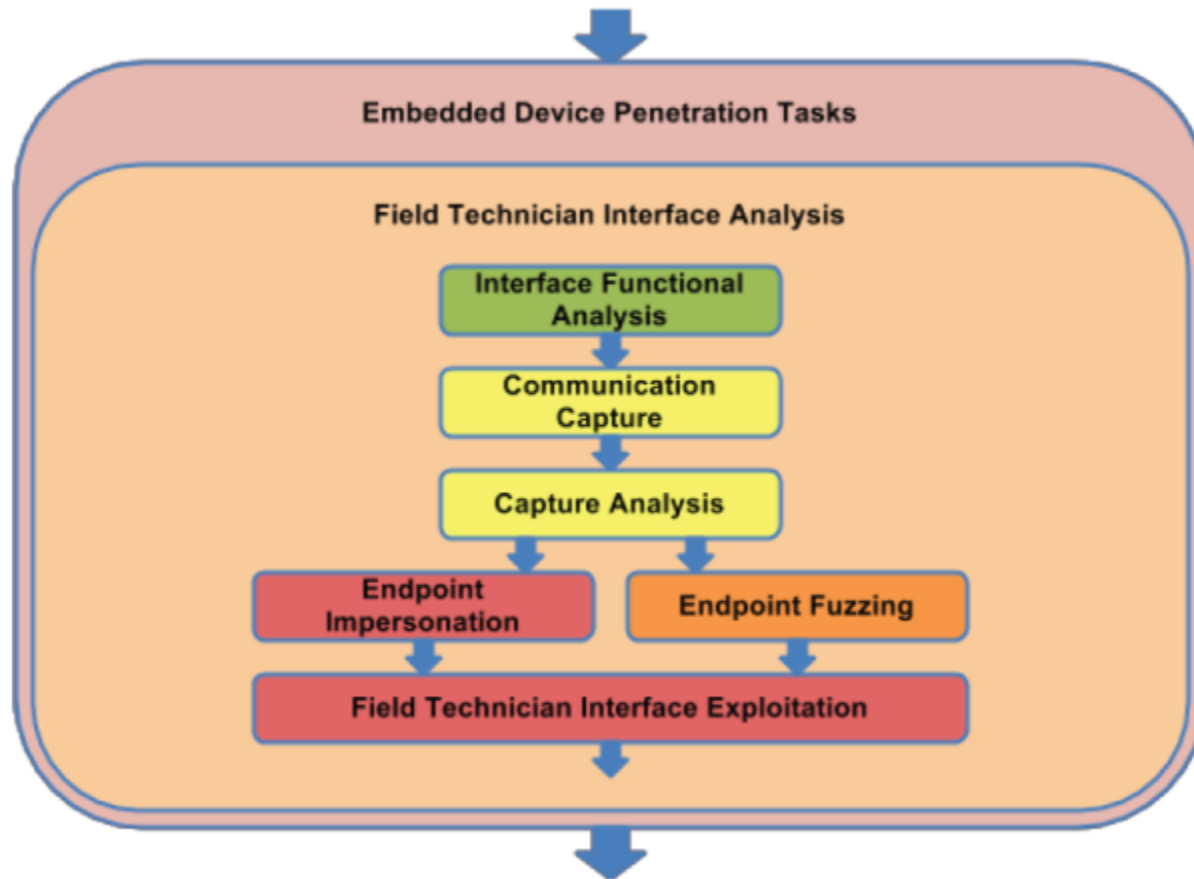 Embedded Device Penetration Tasks
Field Technician Interface Analysis
Interface Functional
Analysis
Communication
Capture
Capture Analysis
Endpoint
Impersonation
Endpoint Fuzzing
Field Technician Interface Exploitation